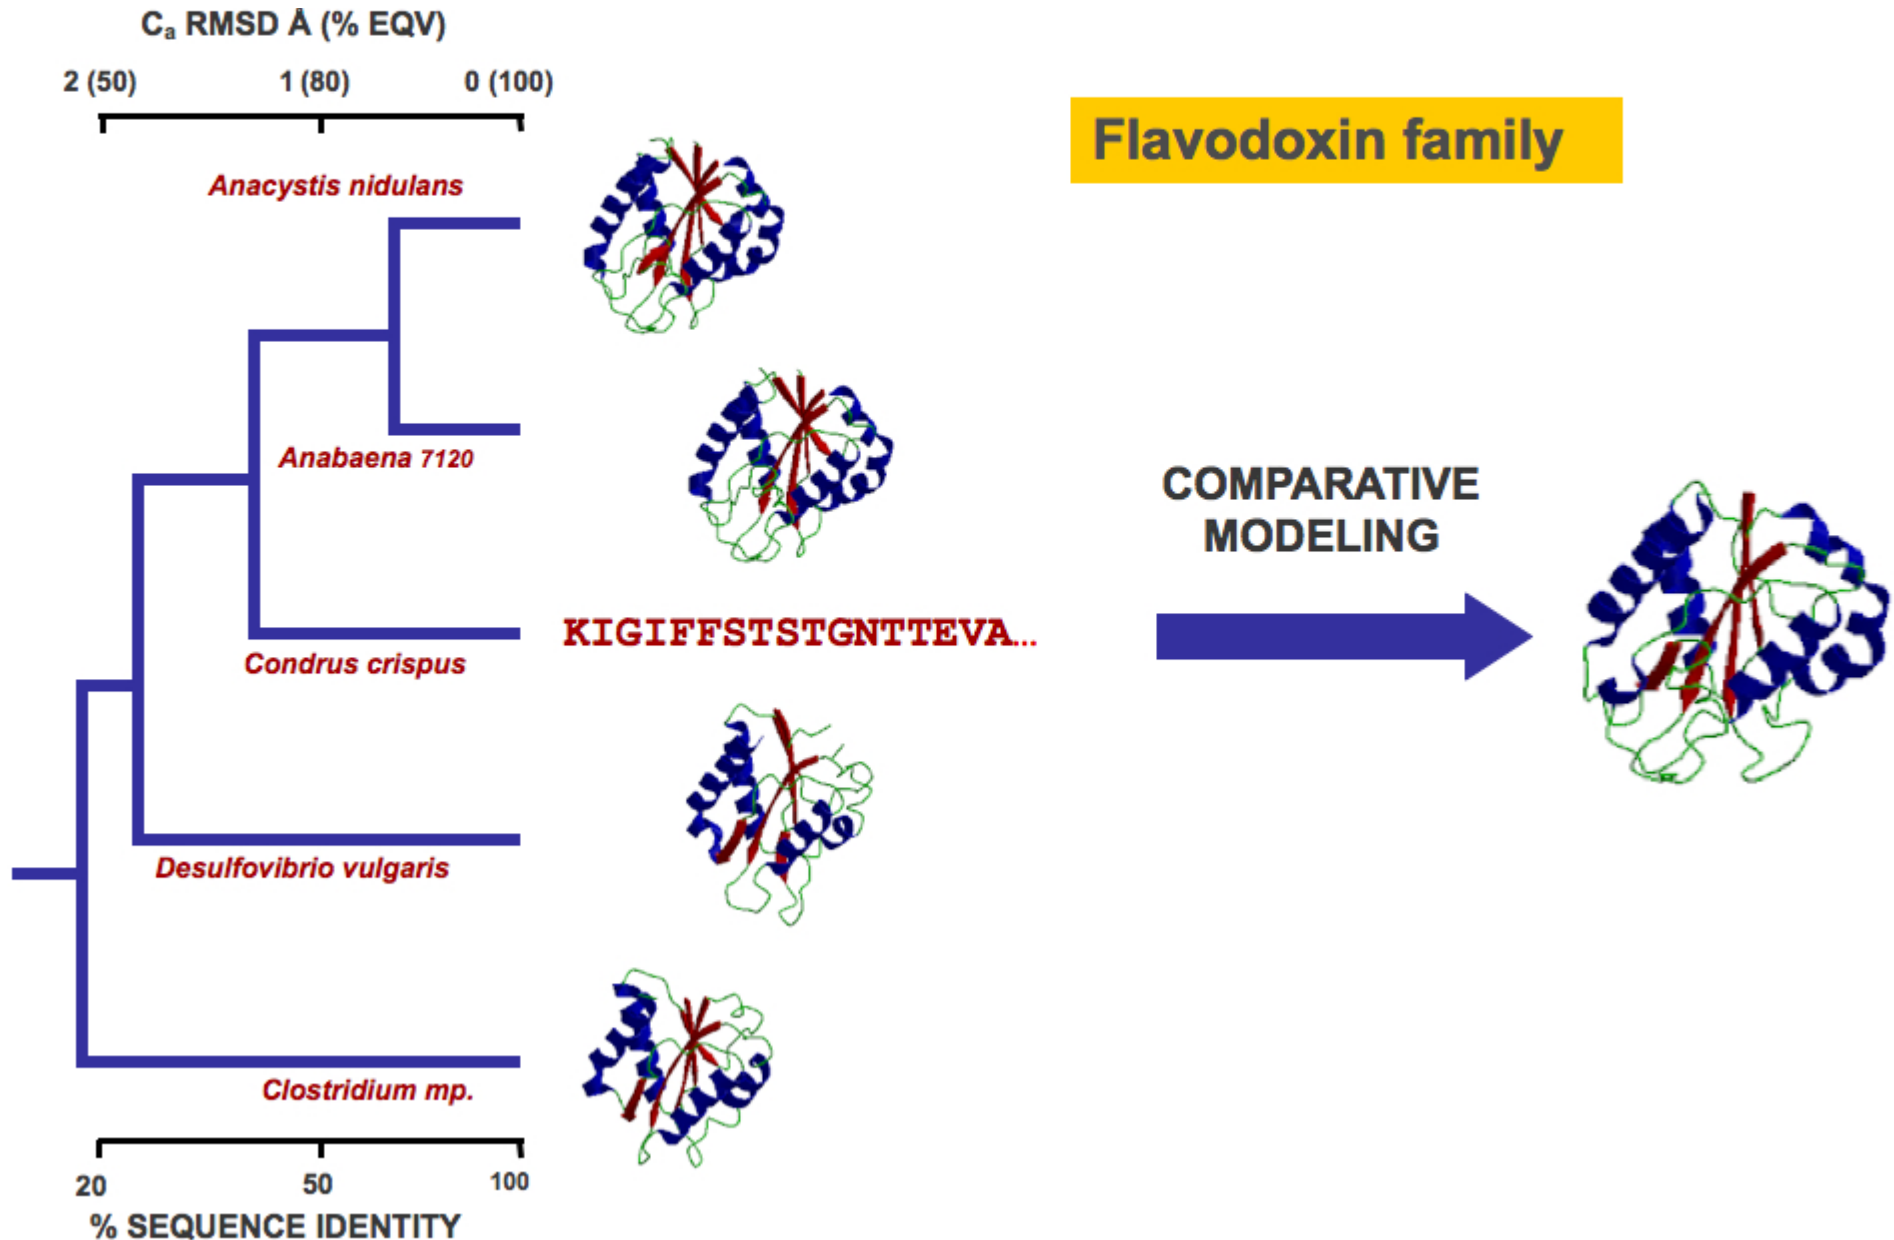 Cₐ RMSD Å (% EQV)
2 (50) 1 (80) 0 (100)
Flavodoxin family
Anacystis nidulans
Anabaena 7120
COMPARATIVE
MODELING
KIGIFFSTSTGNTTEVA...
Condrus crispus
Desulfovibrio vulgaris
Clostridium mp.
20 50 100
% SEQUENCE IDENTITY